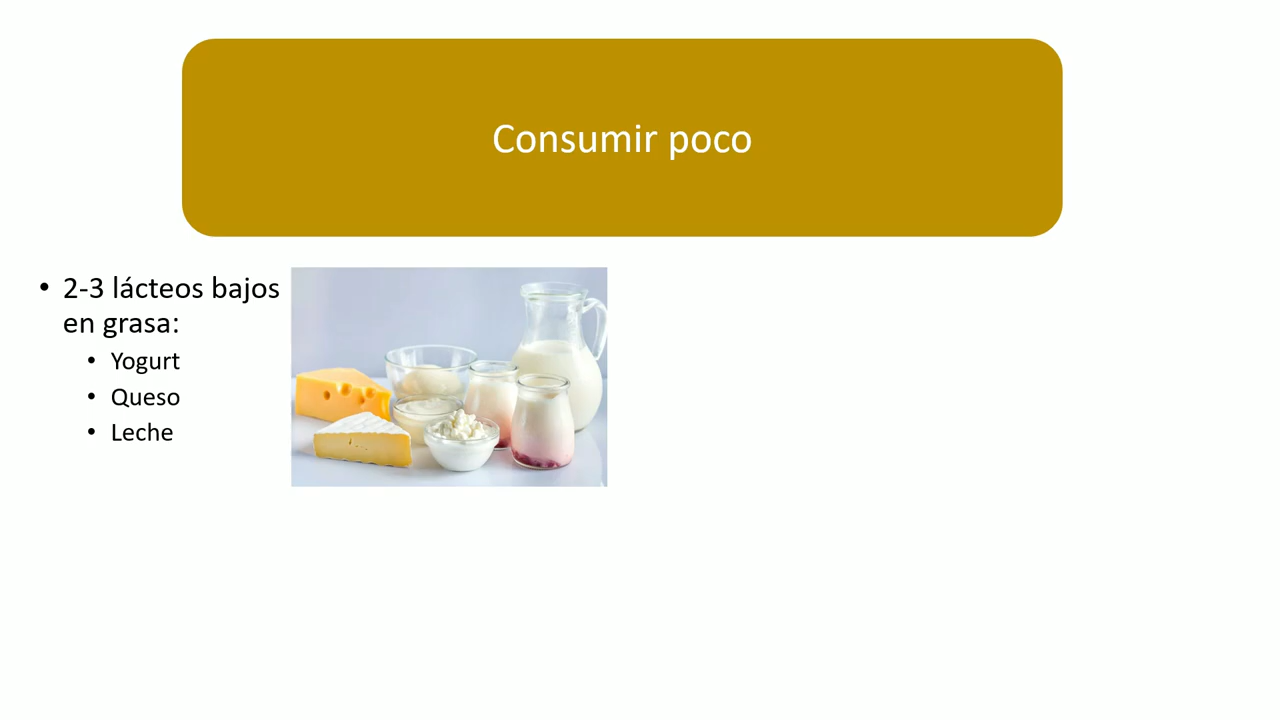 Consumir poco
• 2-3 lácteos bajos
en grasa:
• Yogurt
• Queso
• Leche